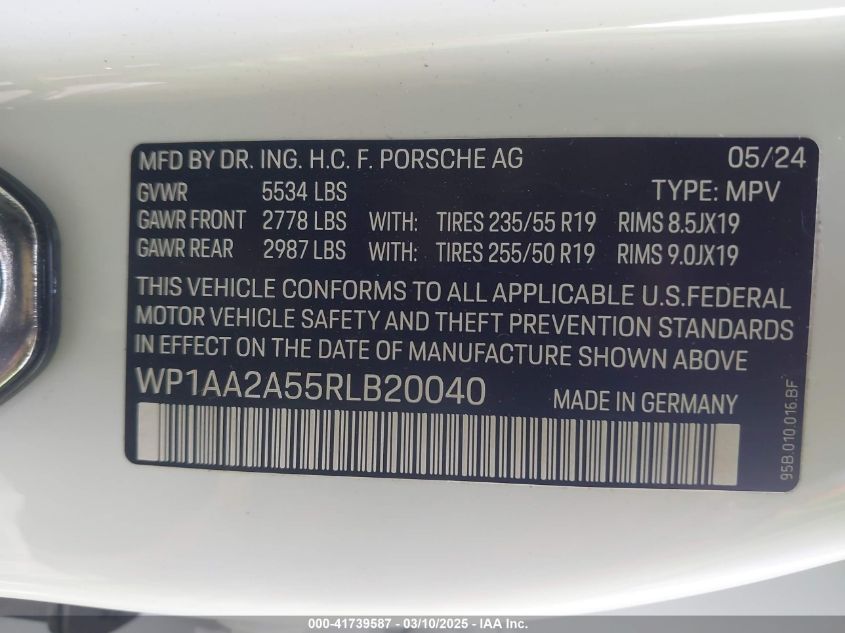 MFD BY DR. ING. H.C. F. PORSCHE AG 05/24
GVWR 5534 LBS TYPE: MPV
GAWR FRONT 2778 LBS WITH: TIRES 235/55 R19 RIMS 8.5JX19
GAWR REAR 2987 LBS WITH: TIRES 255/50 R19 RIMS 9.0JX19
THIS VEHICLE CONFORMS TO ALL APPLICABLE U.S.FEDERAL
MOTOR VEHICLE SAFETY AND THEFT PREVENTION STANDARDS
IN EFFECT ON THE DATE OF MANUFACTURE SHOWN ABOVE
WP1AA2A55RLB20040 MADE IN GERMANY
95B.010.016.BF
000-41739587 - 03/10/2025 - IAA Inc.